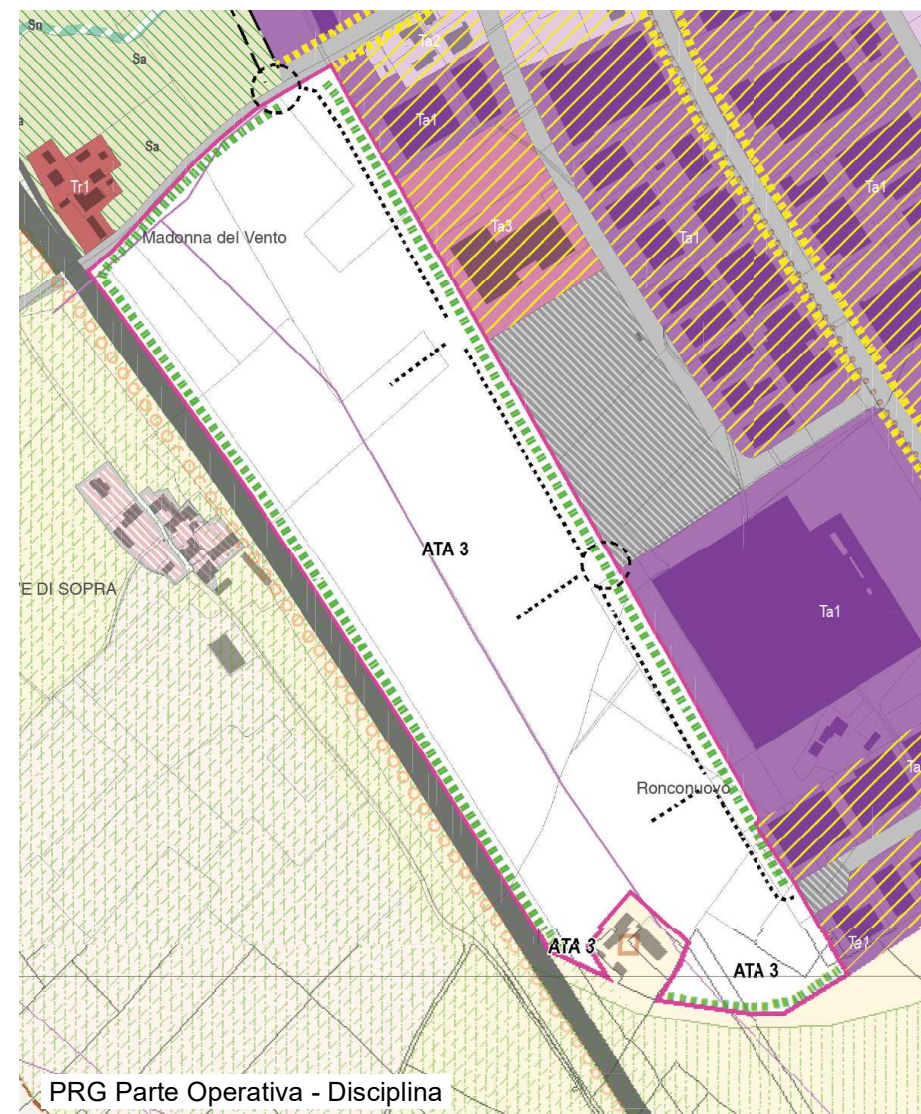 Sn
Sa
Ta2
Ta1
Sa
Tr1
Ta1
Ta3
Ta1
Madonna del Vento
ATA 3
E DI SOPRA
Ta1
Ronconuovo
Ta
ATA 3
Ta1
ATA 3
PRG Parte Operativa - Disciplina